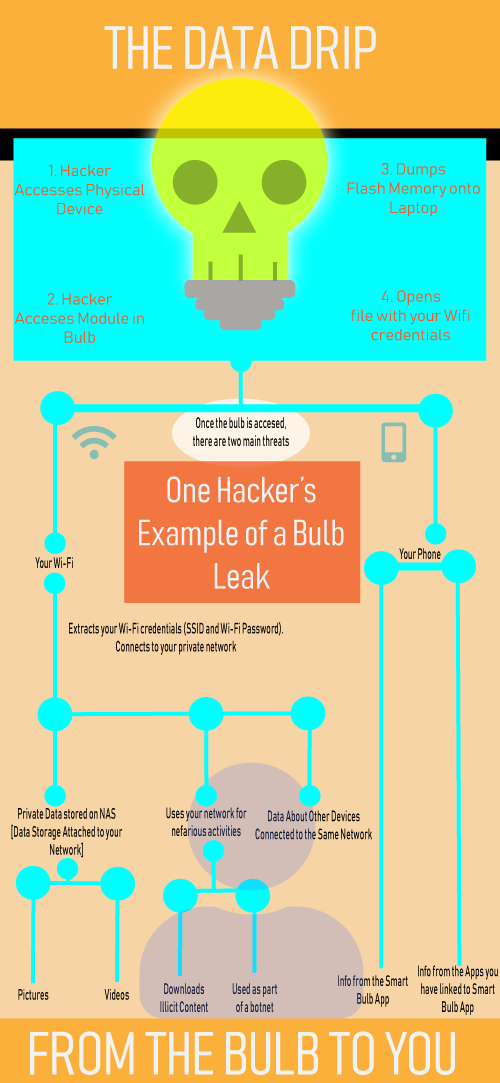 THE DATA DRIP
1. Hacker
Accesses Physical
Device
2. Hacker
Acceses Module in
Bulb
3. Dumps
Flash Memory onto
Laptop
4. Opens
file with your Wifi
credentials
Once the bulb is accesed,
there are two main threats
One Hacker's
Example of a Bulb
Leak
Your Wi-Fi
Your Phone
Extracts your Wi-Fi credentials (SSID and Wi-Fi Password).
Connects to your private network
Private Data stored on NAS
[Data Storage Attached to your
Network]
Uses your network for
nefarious activities
Data About Other Devices
Connected to the Same Network
Pictures
Videos
Downloads
Illicit Content
Used as part
of a botnet
Info from the Smart
Bulb App
Info from the Apps you
have linked to Smart
Bulb App
FROM THE BULB TO YOU